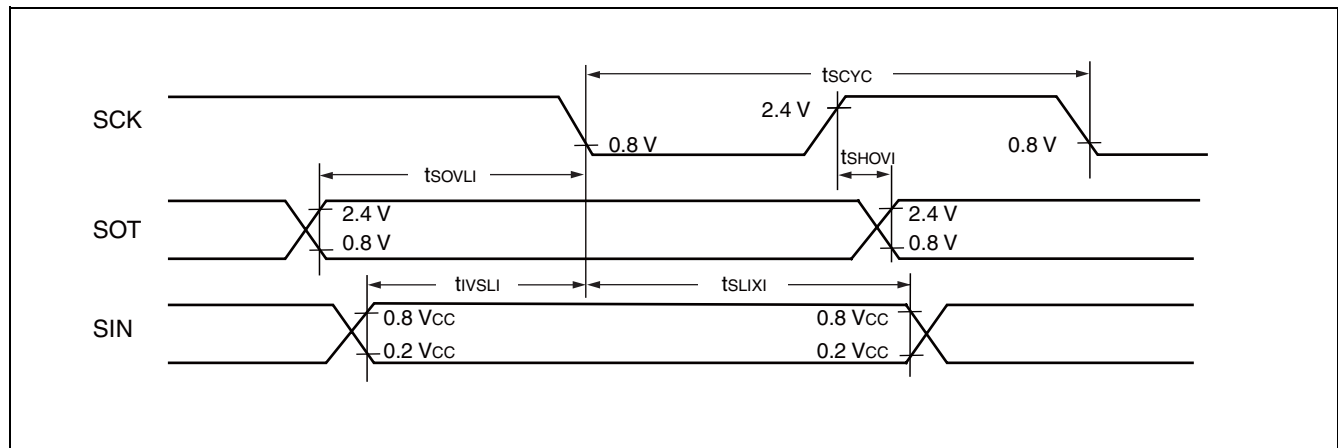 tSCYC
SCK
2.4 V
0.8 V
0.8 V
tSHOVI
tSOVLI
SOT
2.4 V
0.8 V
2.4 V
0.8 V
tIVSLI
tSLIXI
SIN
0.8 VCC
0.2 VCC
0.8 VCC
0.2 VCC